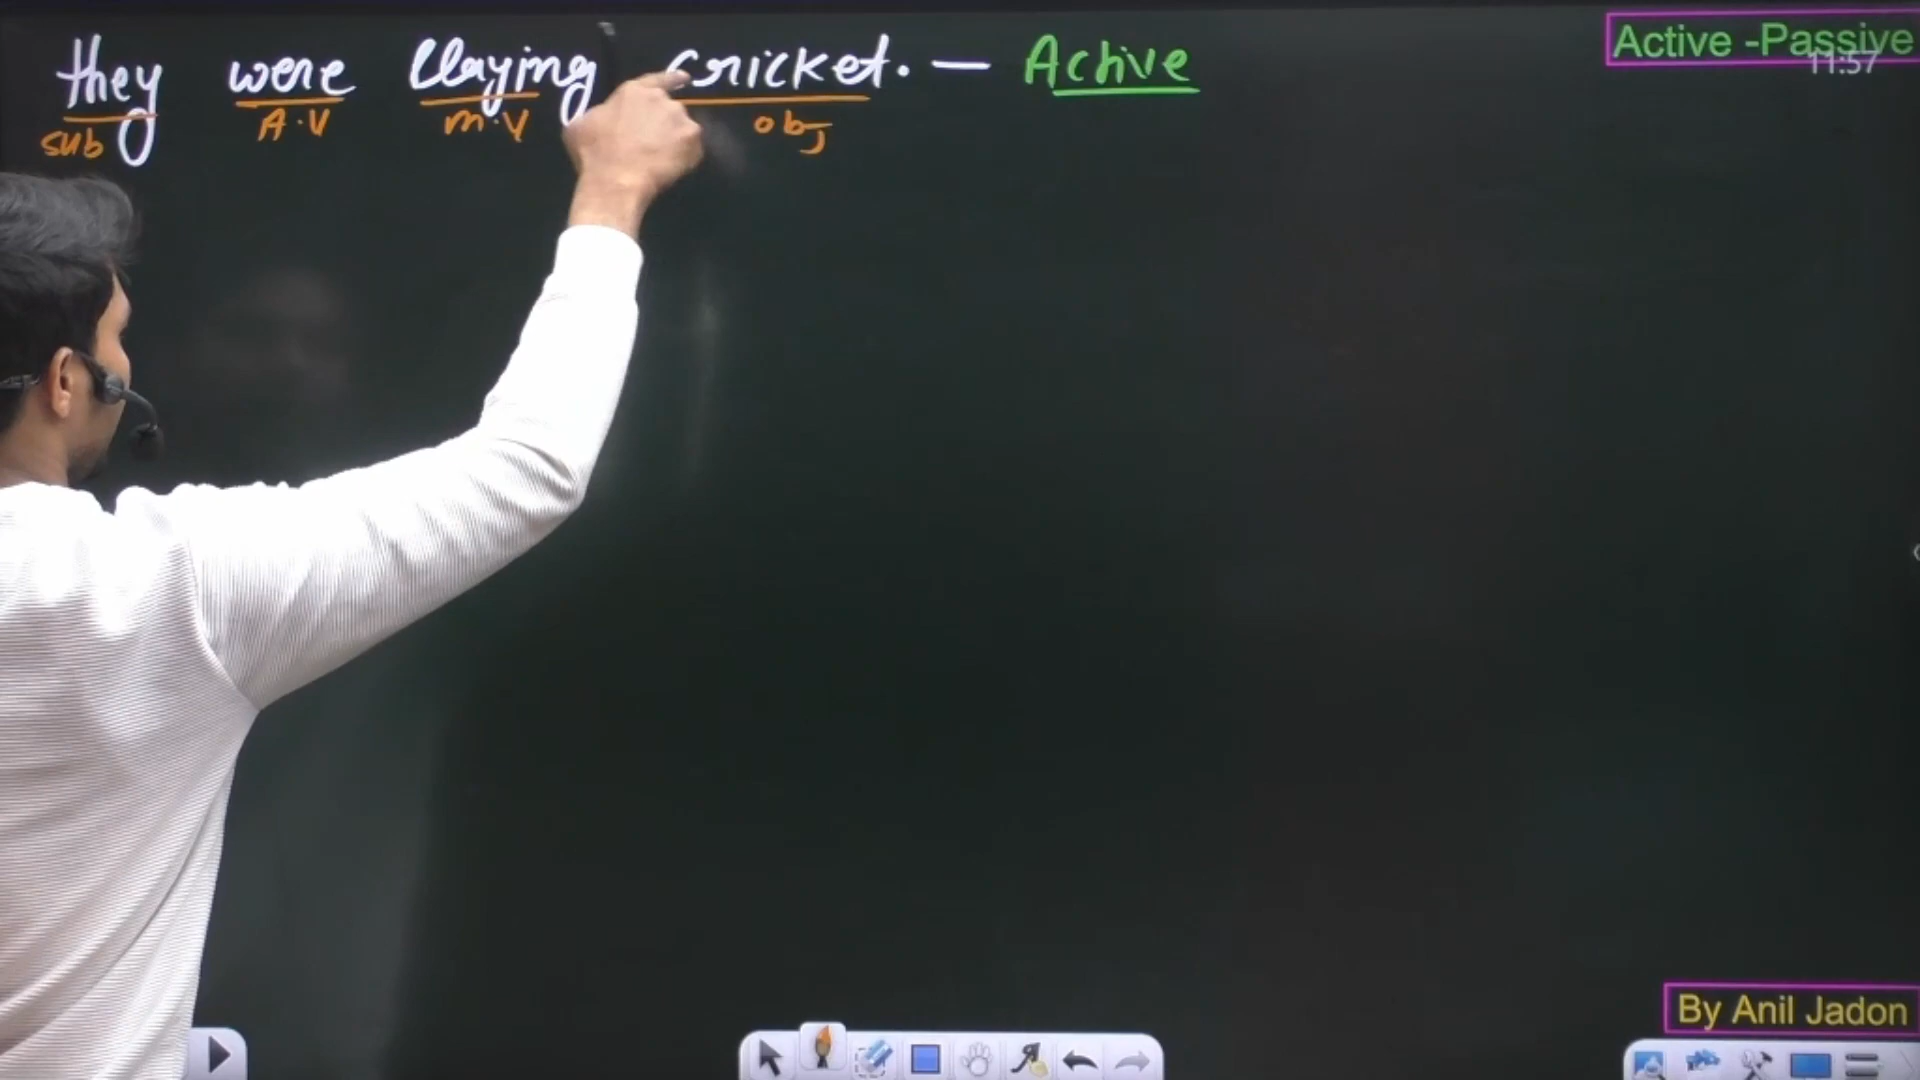 they were Playing cricket. — Active
sub A.V m.v obj
Active -Passive
11:57
By Anil Jadon